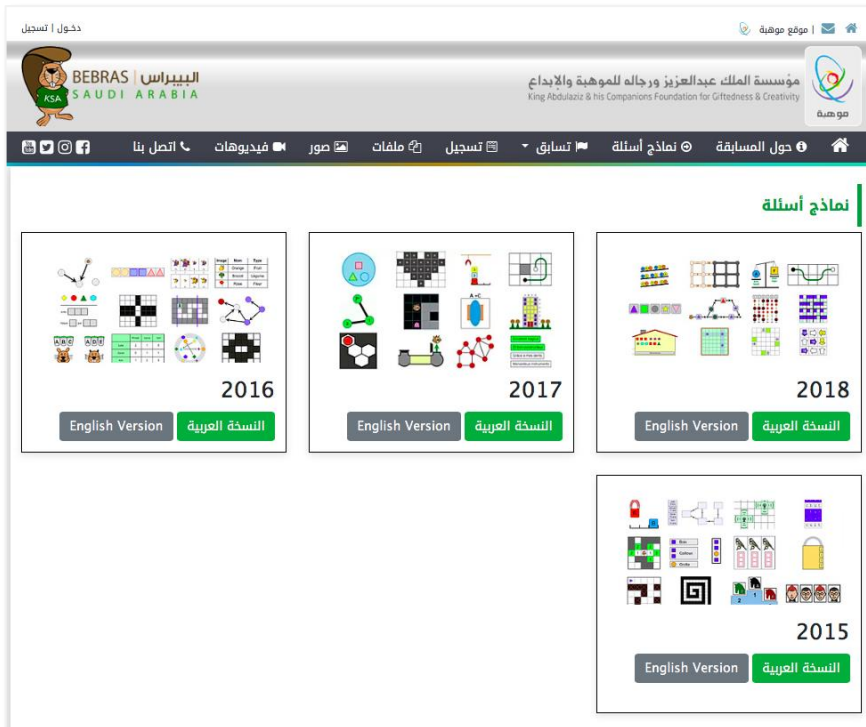 موقع موهبة |
دخول | تسجيل
مؤسسة الملك عبدالعزيز ورجاله للموهبة والإبداع
King Abdulaziz & his Companions Foundation for Giftedness & Creativity
موهبة
البيبراس | BEBRAS
SAUDI ARABIA
KSA
حول المسابقة
نماذج أسئلة
تسابق
تسجيل
ملفات
صور
فيديوهات
اتصل بنا
نماذج أسئلة
2018
النسخة العربية
English Version
2017
النسخة العربية
English Version
2016
النسخة العربية
English Version
2015
النسخة العربية
English Version